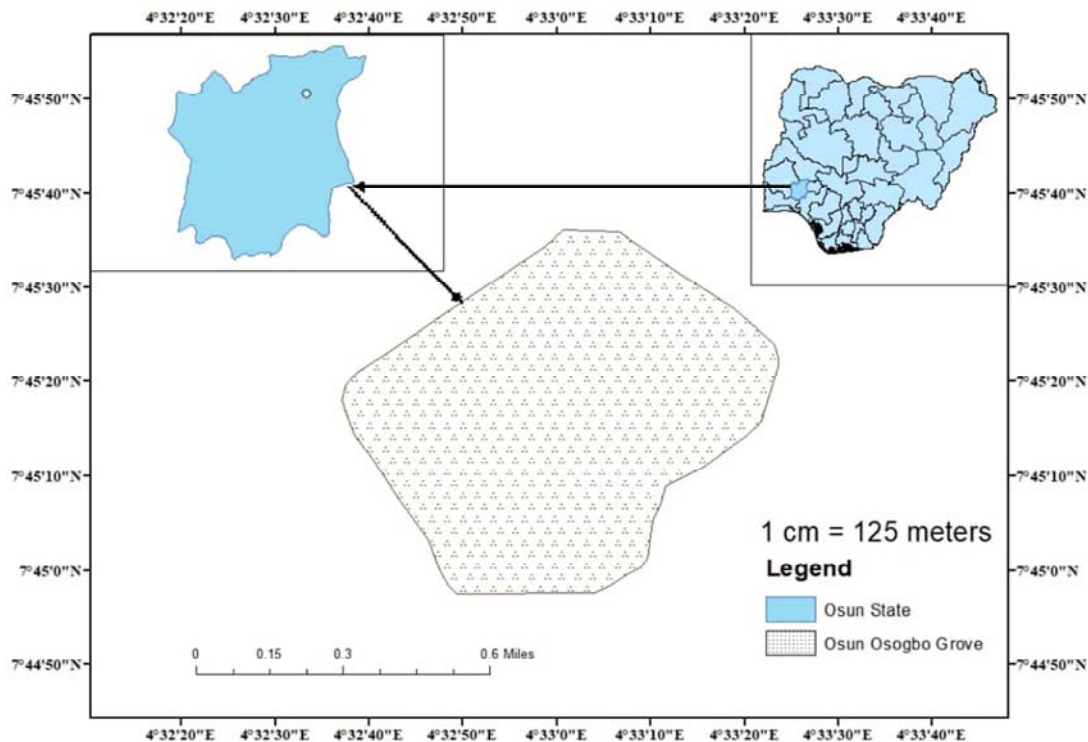 4°32'20"E 4°32'30"E 4°32'40"E 4°32'50"E 4°33'0"E 4°33'10"E 4°33'20"E 4°33'30"E 4°33'40"E
7°45'50"N 7°45'50"N
7°45'40"N 7°45'40"N
7°45'30"N 7°45'30"N
7°45'20"N 7°45'20"N
7°45'10"N 7°45'10"N
1 cm = 125 meters
Legend
7°45'0"N 7°45'0"N
Osun State
Osun Osogbo Grove
0 0.15 0.3 0.6 Miles
7°44'50"N 7°44'50"N
4°32'20"E 4°32'30"E 4°32'40"E 4°32'50"E 4°33'0"E 4°33'10"E 4°33'20"E 4°33'30"E 4°33'40"E